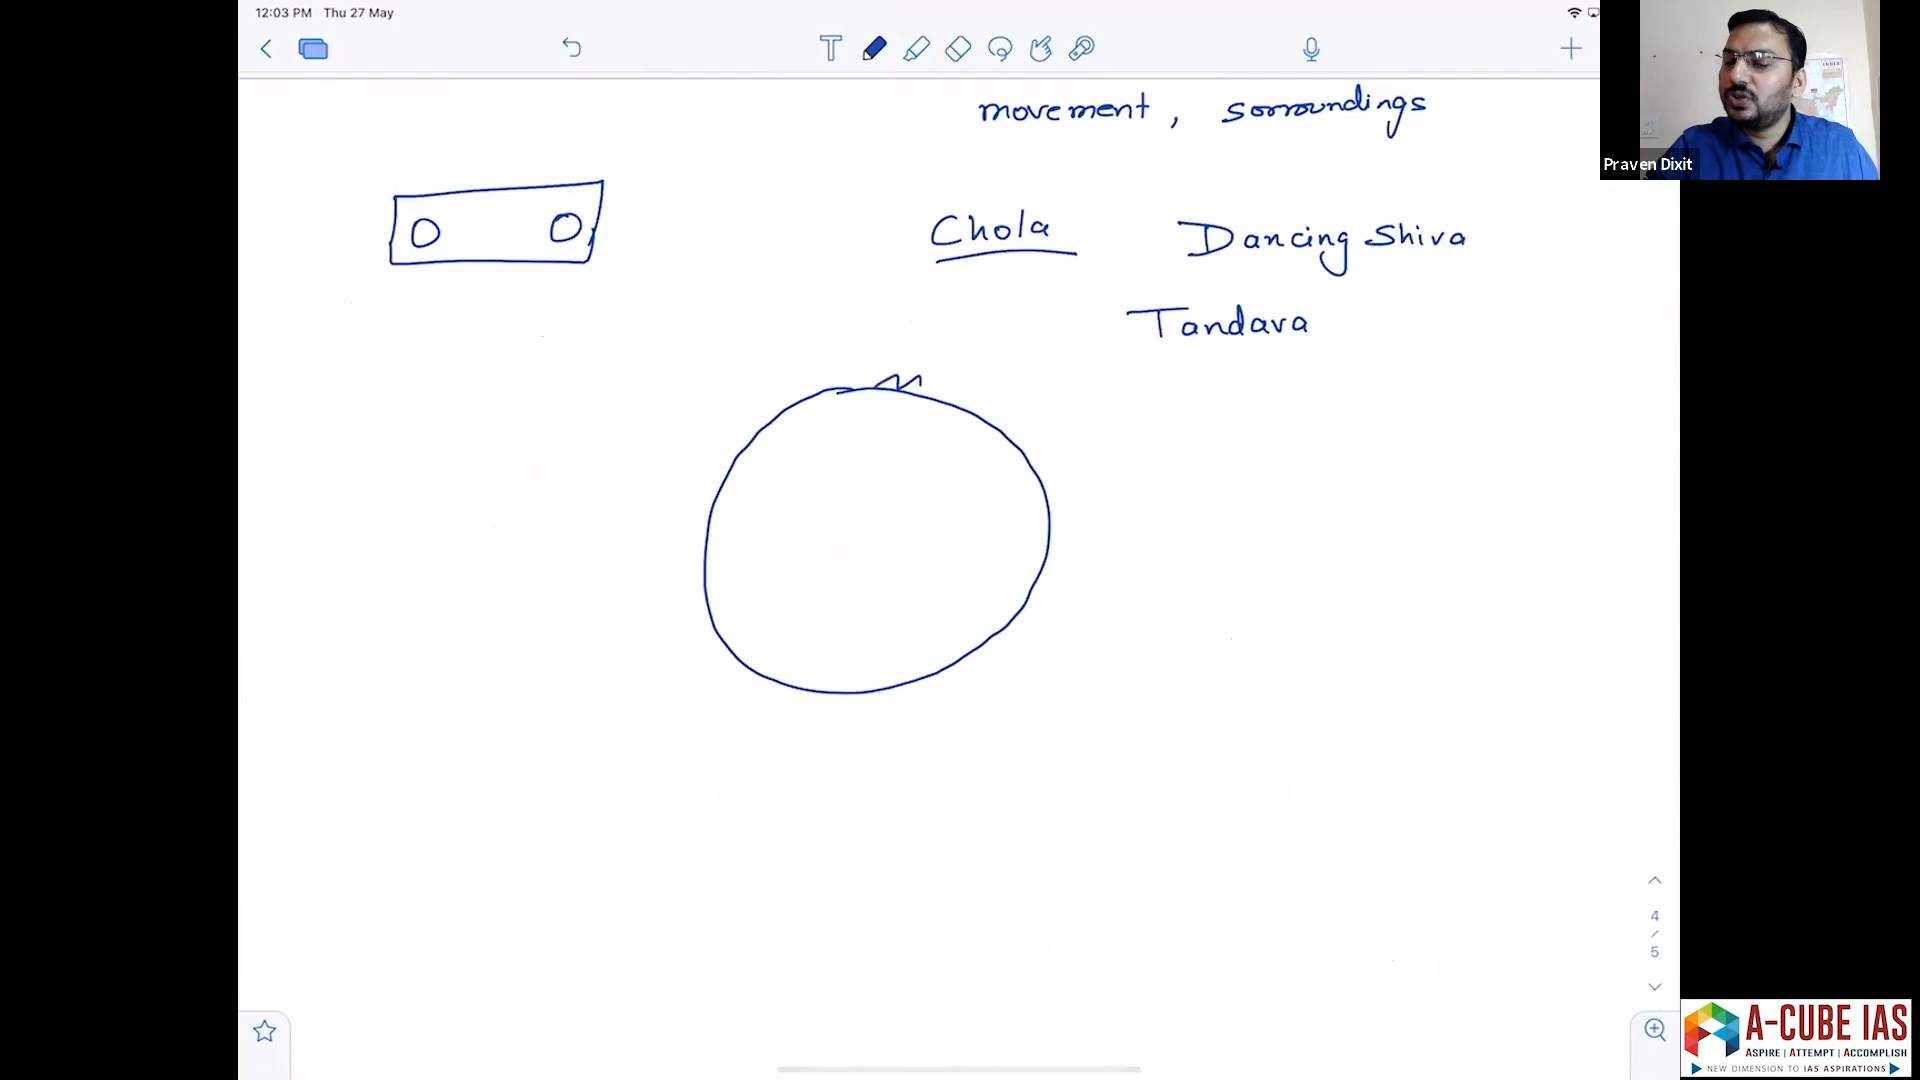 12:03 PM Thu 27 May
T
movement, sorroundings
INDIA
Praven Dixit
Chola Dancing Shiva
Tandava
4
/
5
A-CUBE IAS
ASPIRE | ATTEMPT | ACCOMPLISH
NEW DIMENSION TO IAS ASPIRATIONS